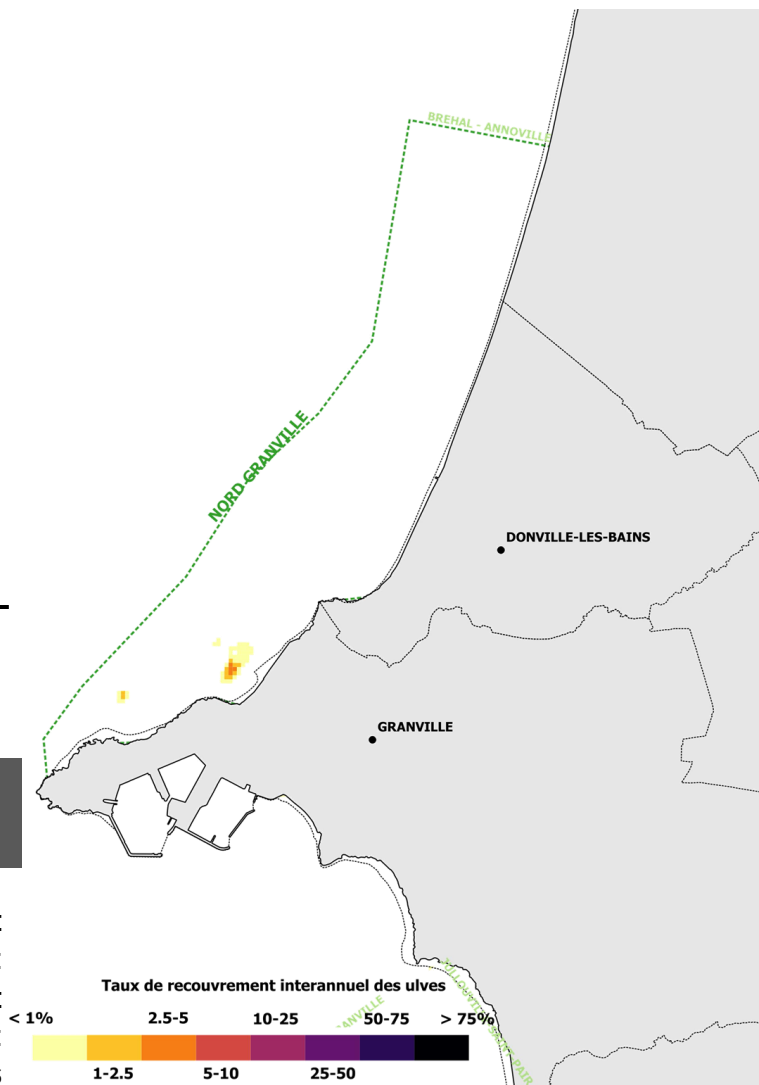 BREHAL - ANNOVILLE
NORD-GRANVILLE
DONVILLE-LES-BAINS
GRANVILLE
Taux de recouvrement interannuel des ulves
< 1% 2.5-5 10-25 50-75 > 75%
1-2.5 5-10 25-50